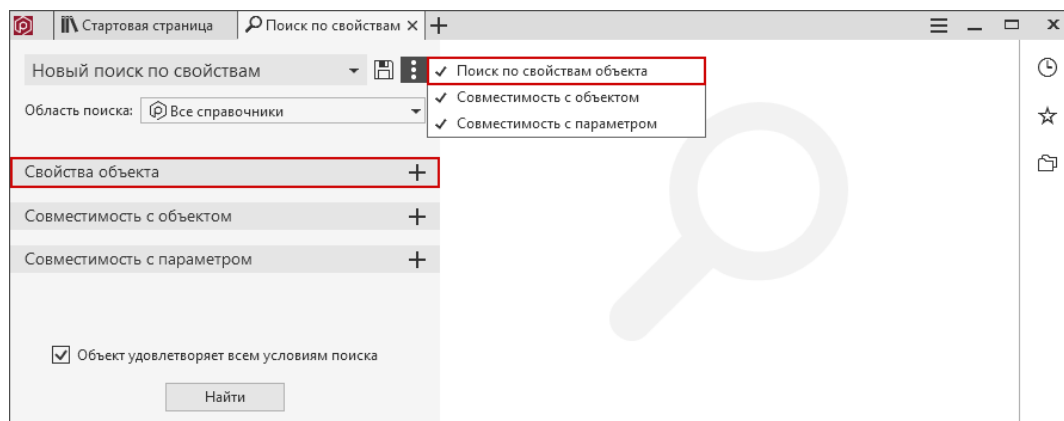 Стартовая страница
Поиск по свойствам
Новый поиск по свойствам
Поиск по свойствам объекта
Совместимость с объектом
Совместимость с параметром
Область поиска: Все справочники
Свойства объекта
Совместимость с объектом
Совместимость с параметром
Объект удовлетворяет всем условиям поиска
Найти